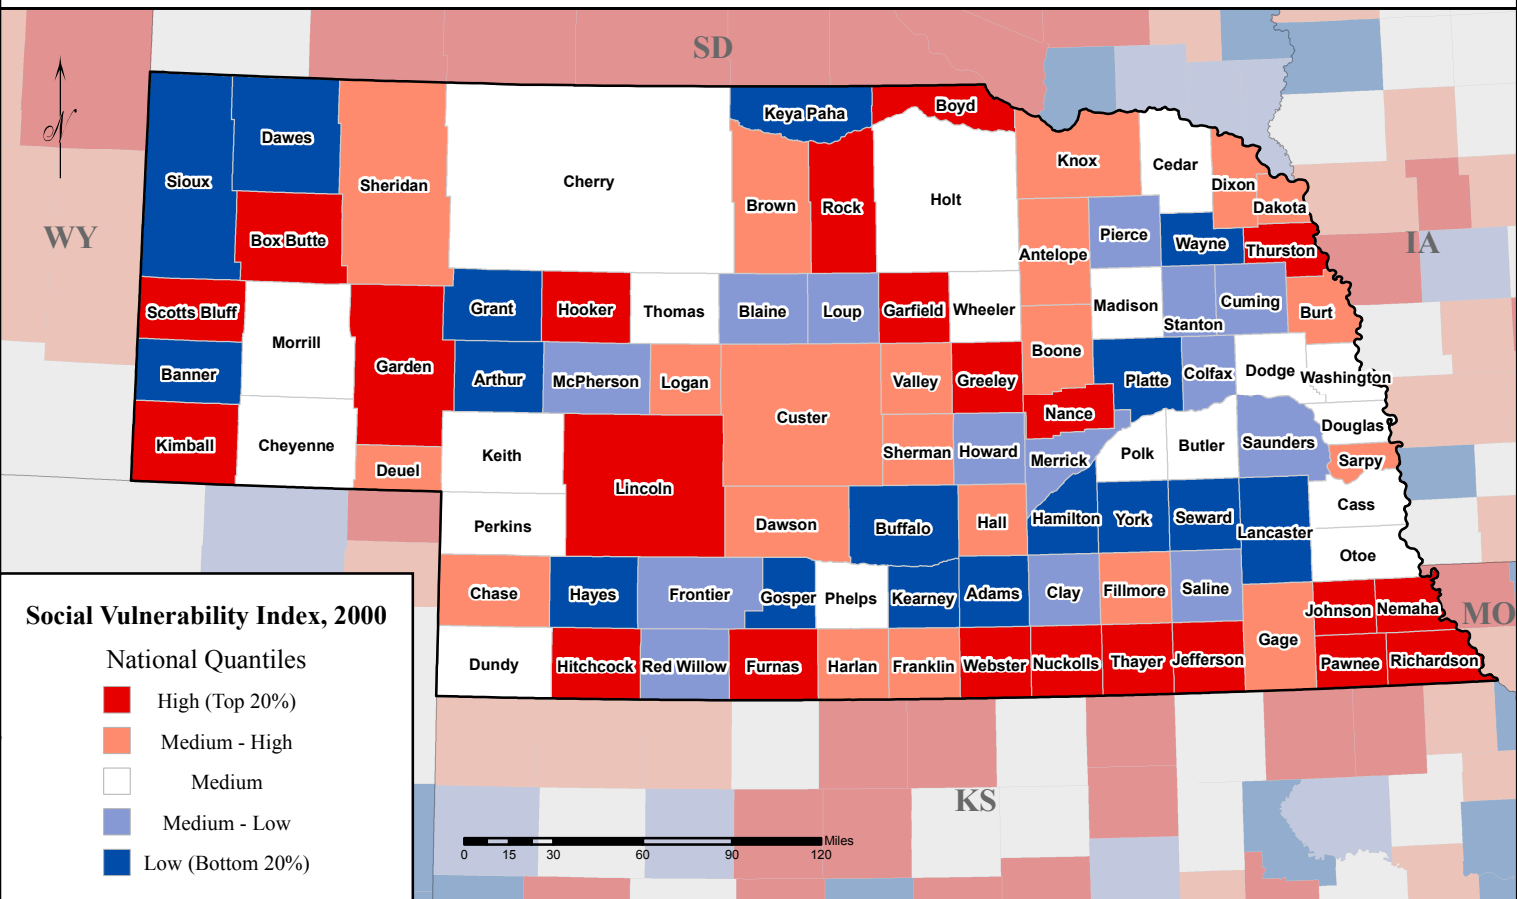 SD
Keya Paha
Boyd
Dawes
Knox
Cedar
Sioux
Sheridan
Cherry
Dixon
Brown
Rock
Holt
Dakota
WY
Box Butte
Pierce
Wayne
IA
Antelope
Thurston
Scotts Bluff
Grant
Hooker
Thomas
Blaine
Loup
Garfield
Wheeler
Madison
Stanton
Cuming
Burt
Morrill
Garden
Boone
Banner
Arthur
McPherson
Logan
Valley
Greeley
Platte
Colfax
Dodge
Washington
Custer
Nance
Kimball
Cheyenne
Douglas
Keith
Sherman
Howard
Merrick
Polk
Butler
Saunders
Deuel
Sarpy
Lincoln
Perkins
Dawson
Buffalo
Hall
Hamilton
York
Seward
Lancaster
Cass
Otoe
Chase
Hayes
Frontier
Gosper
Phelps
Kearney
Adams
Clay
Fillmore
Saline
Johnson
Nemaha
MO
Gage
Dundy
Hitchcock
Red Willow
Furnas
Harlan
Franklin
Webster
Nuckolls
Thayer
Jefferson
Pawnee
Richardson
Social Vulnerability Index, 2000
National Quantiles
High (Top 20%)
Medium - High
Medium
Medium - Low
Low (Bottom 20%)
KS
Miles
0 15 30 60 90 120
N